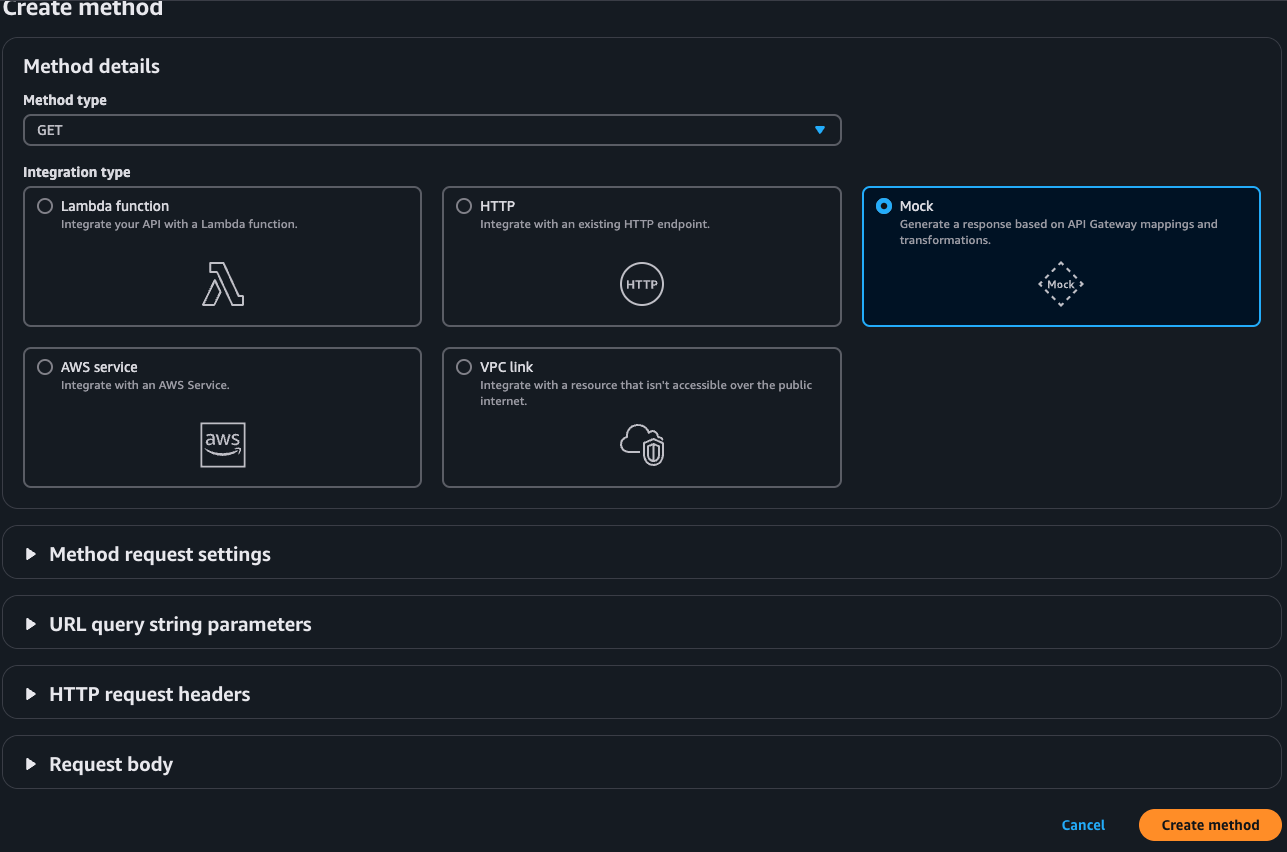 Create method
Method details
Method type
GET
Integration type
Lambda function
Integrate your API with a Lambda function.
HTTP
Integrate with an existing HTTP endpoint.
HTTP
Mock
Generate a response based on API Gateway mappings and
transformations.
Mock
AWS service
Integrate with an AWS Service.
aws
VPC link
Integrate with a resource that isn't accessible over the public
internet.
Method request settings
URL query string parameters
HTTP request headers
Request body
Cancel
Create method